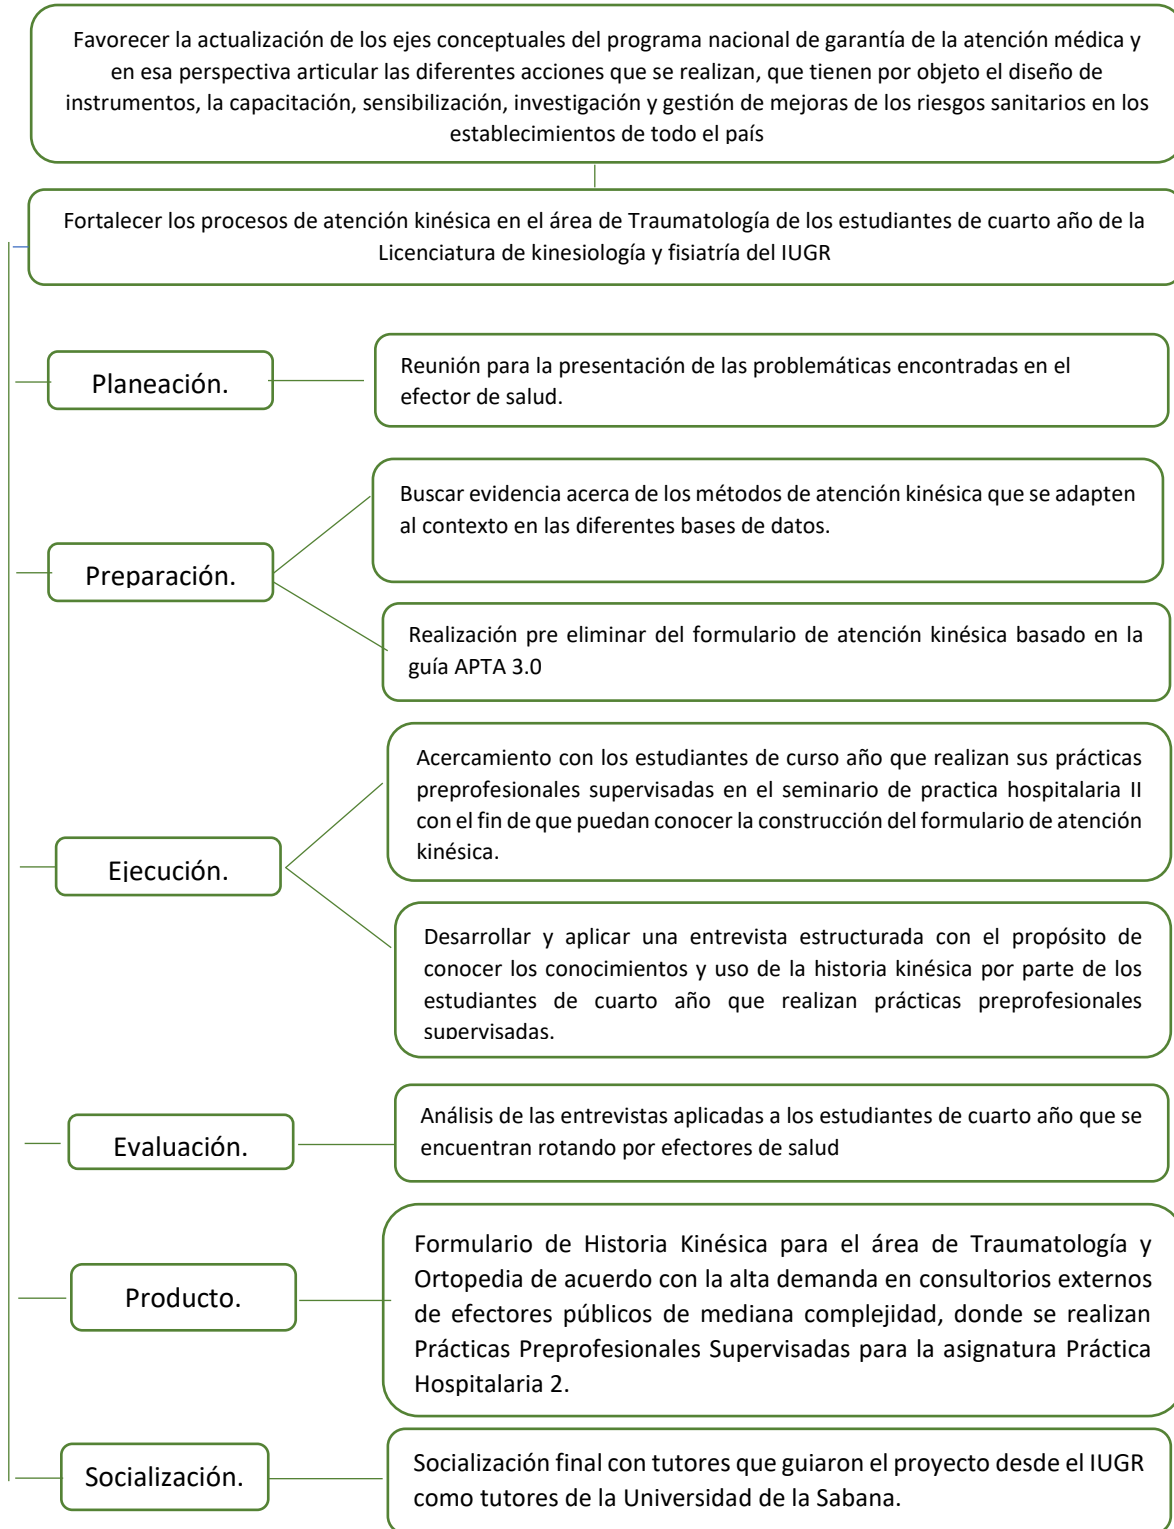 Favorecer la actualización de los ejes conceptuales del programa nacional de garantía de la atención médica y
en esa perspectiva articular las diferentes acciones que se realizan, que tienen por objeto el diseño de
instrumentos, la capacitación, sensibilización, investigación y gestión de mejoras de los riesgos sanitarios en los
establecimientos de todo el país
Fortalecer los procesos de atención kinésica en el área de Traumatología de los estudiantes de cuarto año de la
Licenciatura de kinesiología y fisiatría del IUGR
Planeación.
Reunión para la presentación de las problemáticas encontradas en el
efector de salud.
Preparación.
Buscar evidencia acerca de los métodos de atención kinésica que se adapten
al contexto en las diferentes bases de datos.
Realización pre eliminar del formulario de atención kinésica basado en la
guía APTA 3.0
Ejecución.
Acercamiento con los estudiantes de curso año que realizan sus prácticas
preprofesionales supervisadas en el seminario de practica hospitalaria II
con el fin de que puedan conocer la construcción del formulario de atención
kinésica.
Desarrollar y aplicar una entrevista estructurada con el propósito de
conocer los conocimientos y uso de la historia kinésica por parte de los
estudiantes de cuarto año que realizan prácticas preprofesionales
supervisadas.
Evaluación.
Análisis de las entrevistas aplicadas a los estudiantes de cuarto año que se
encuentran rotando por efectores de salud
Producto.
Formulario de Historia Kinésica para el área de Traumatología y
Ortopedia de acuerdo con la alta demanda en consultorios externos
de efectores públicos de mediana complejidad, donde se realizan
Prácticas Preprofesionales Supervisadas para la asignatura Práctica
Hospitalaria 2.
Socialización.
Socialización final con tutores que guiaron el proyecto desde el IUGR
como tutores de la Universidad de la Sabana.